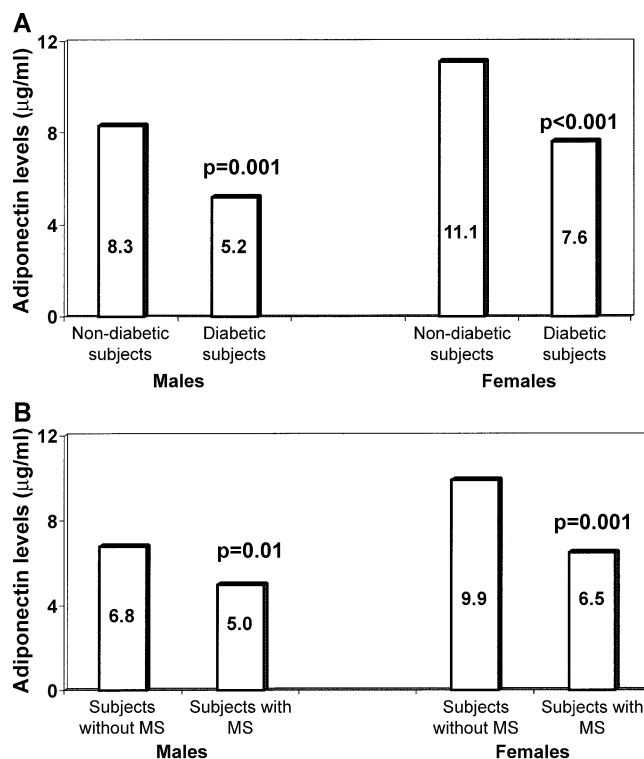 A
Adiponectin levels (μg/ml)
12
8
4
0
8.3
p=0.001
5.2
11.1
p<0.001
7.6
Non-diabetic
subjects
Diabetic
subjects
Non-diabetic
subjects
Diabetic
subjects
Males
Females
B
Adiponectin levels (μg/ml)
12
8
4
0
6.8
p=0.01
5.0
9.9
p=0.001
6.5
Subjects
without MS
Subjects with
MS
Subjects
without MS
Subjects with
MS
Males
Females